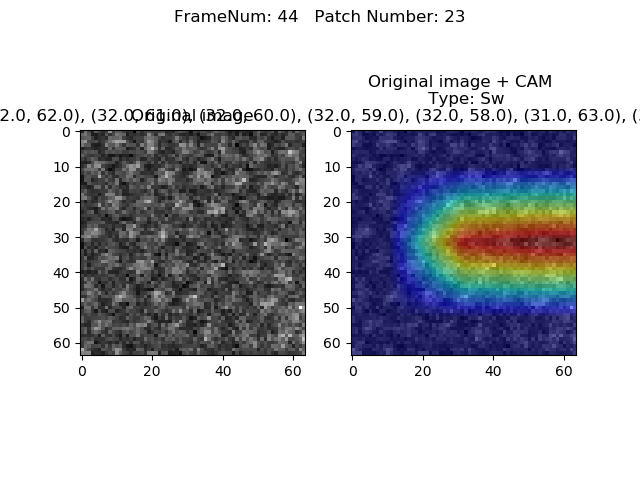 FrameNum: 44   Patch Number: 23
Original image + CAM
Type: Sw
2.0, 62.0), (32.0, 61.0), (32.0, 60.0), (32.0, 59.0), (32.0, 58.0), (31.0, 63.0), (3
Original image
0
10
20
30
40
50
60
0 20 40 60
0
10
20
30
40
50
60
0 20 40 60